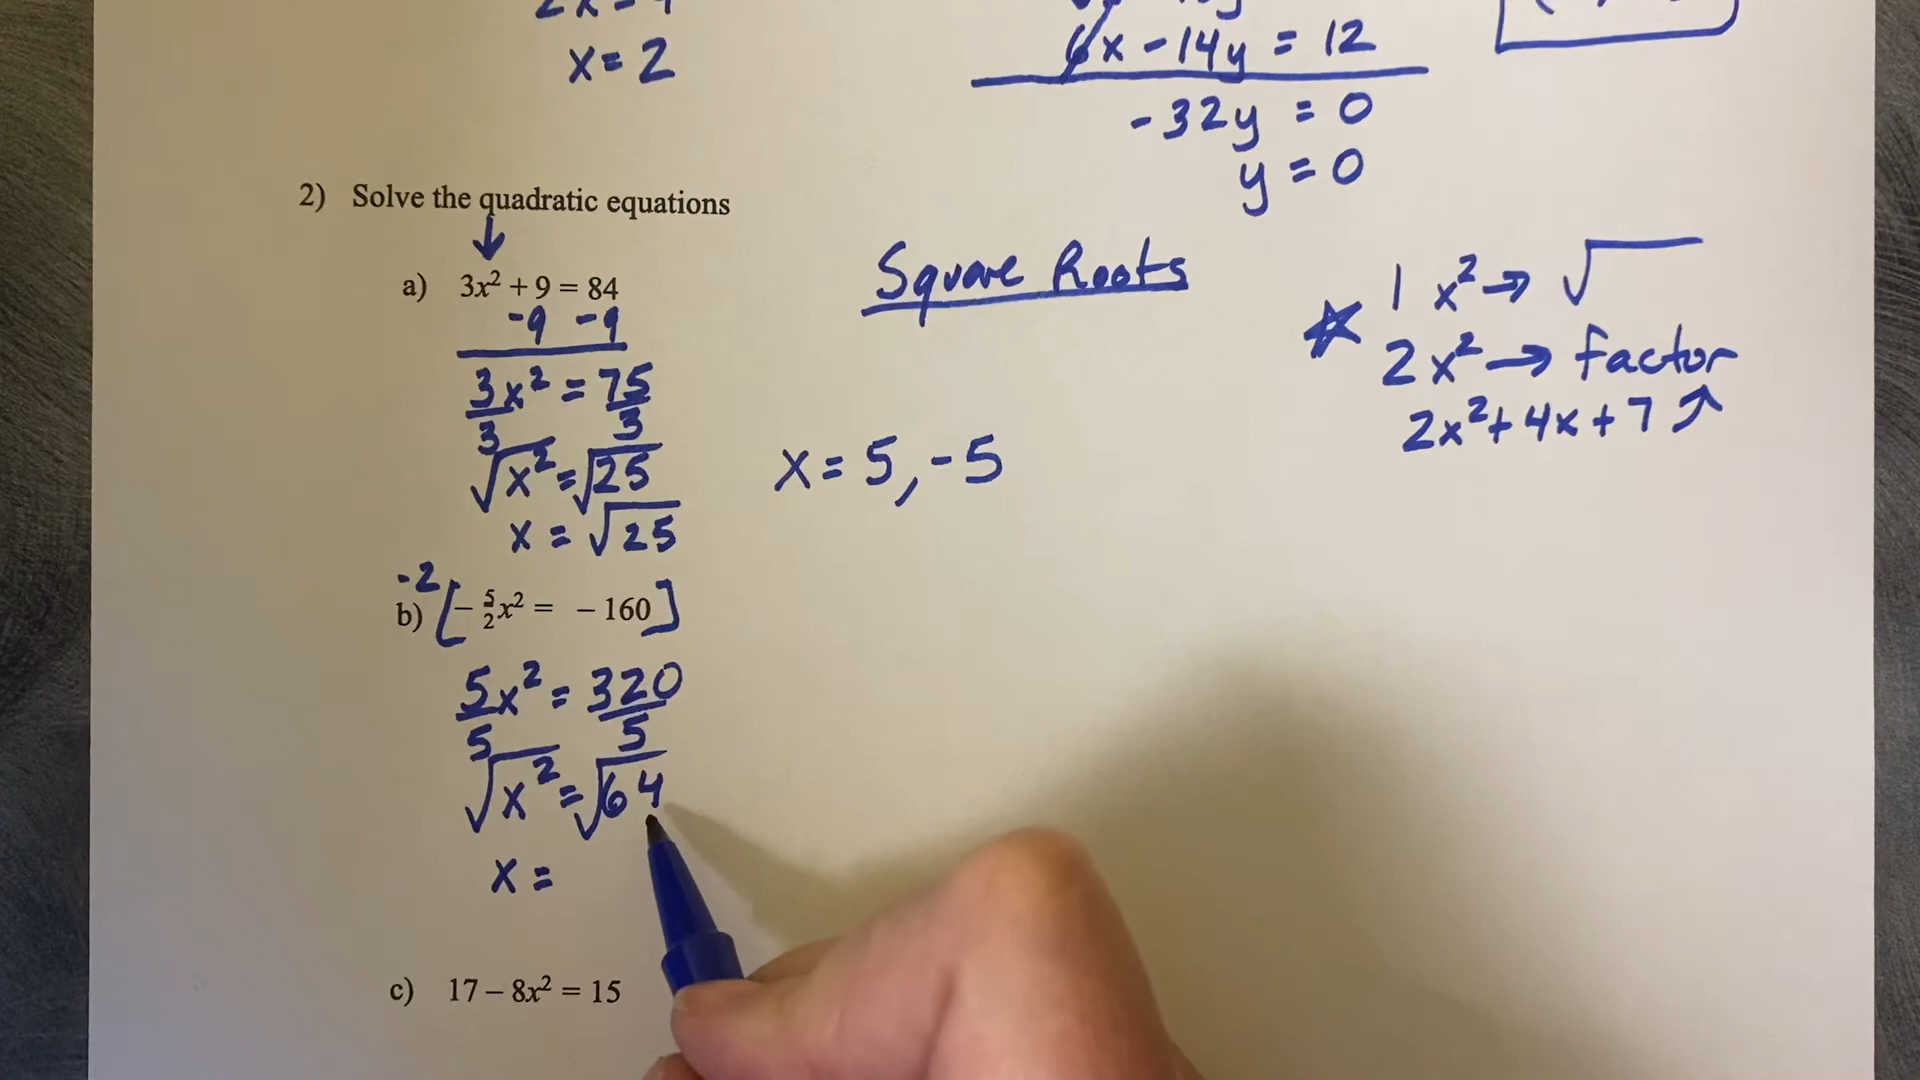 x = 2
6x - 14y = 12
-32y = 0
y = 0
2) Solve the quadratic equations
Square Roots
a) 3x² + 9 = 84
-9 -9
3x² = 75
3 3
√x² = √25
x = √25
x = 5, -5
1 x² → √
2 x² → factor
2x² + 4x + 7
-2
b) [ - 5/2 x² = - 160 ]
5x² = 320
5 5
√x² = √64
x =
c) 17 – 8x² = 15